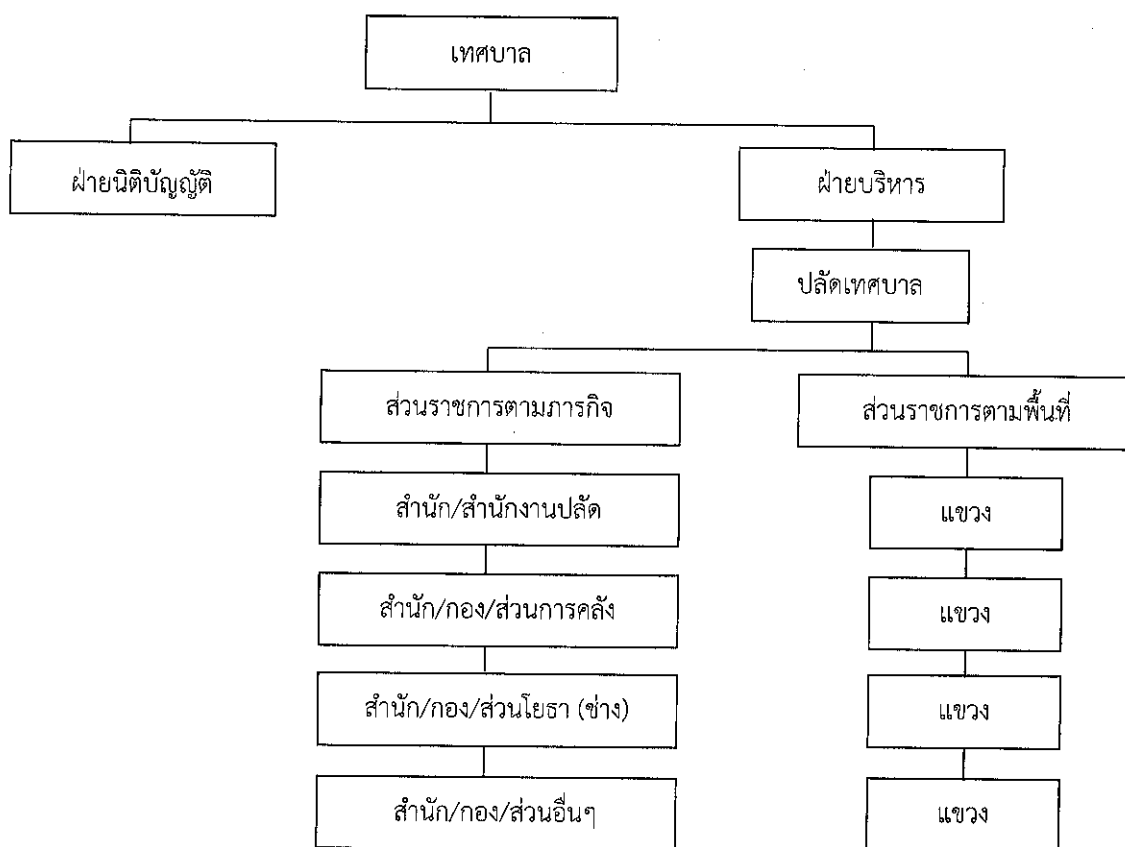 เทศบาล
ฝ่ายนิติบัญญัติ
ฝ่ายบริหาร
ปลัดเทศบาล
ส่วนราชการตามภารกิจ
ส่วนราชการตามพื้นที่
สำนัก/สำนักงานปลัด
แขวง
สำนัก/กอง/ส่วนการคลัง
แขวง
สำนัก/กอง/ส่วนโยธา (ช่าง)
แขวง
สำนัก/กอง/ส่วนอื่นๆ
แขวง